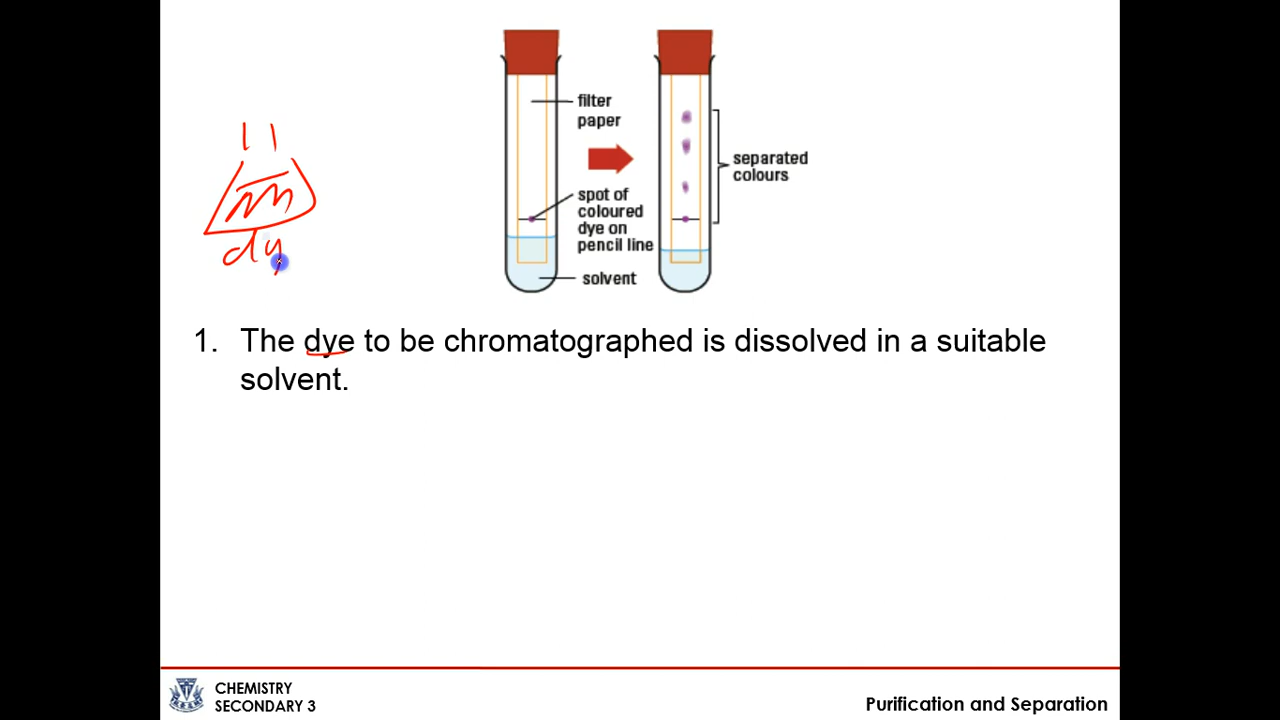 filter
paper
spot of
coloured
dye on
pencil line
solvent
separated
colours
dy
1. The dye to be chromatographed is dissolved in a suitable
solvent.
CHEMISTRY
SECONDARY 3
Purification and Separation